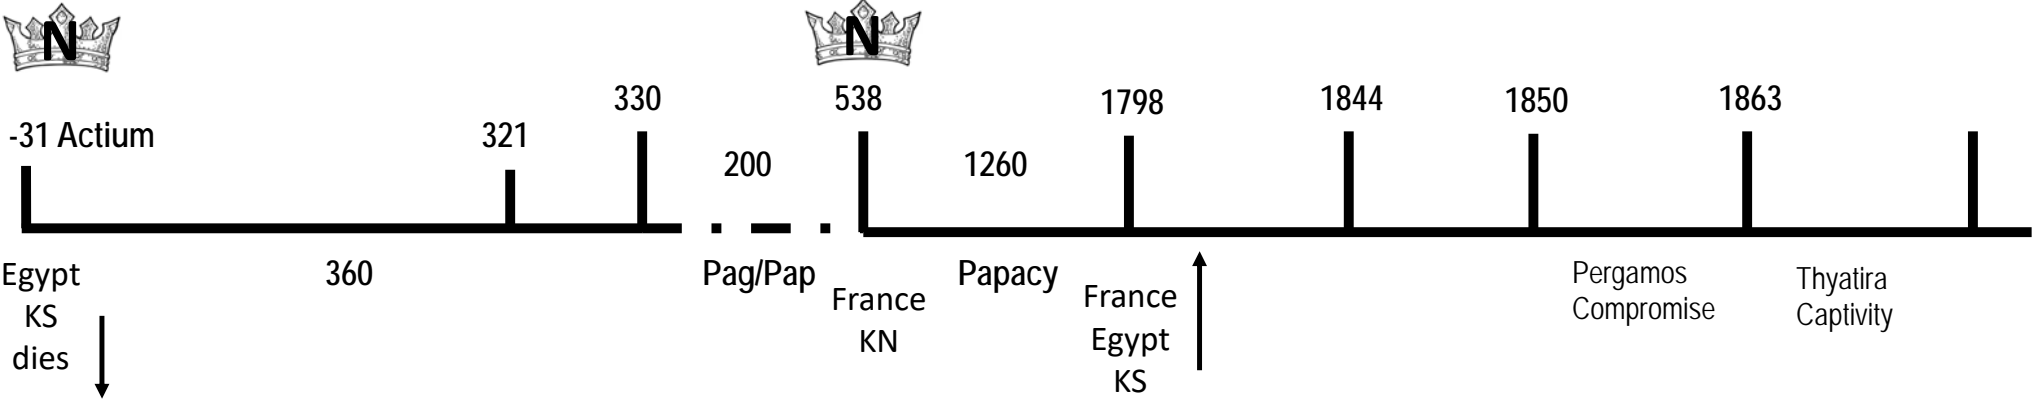 N
N
-31 Actium
321
330
538
1798
1844
1850
1863
200
1260
Egypt
KS
dies
360
Pag/Pap
France
KN
Papacy
France
Egypt
KS
Pergamos
Compromise
Thyatira
Captivity